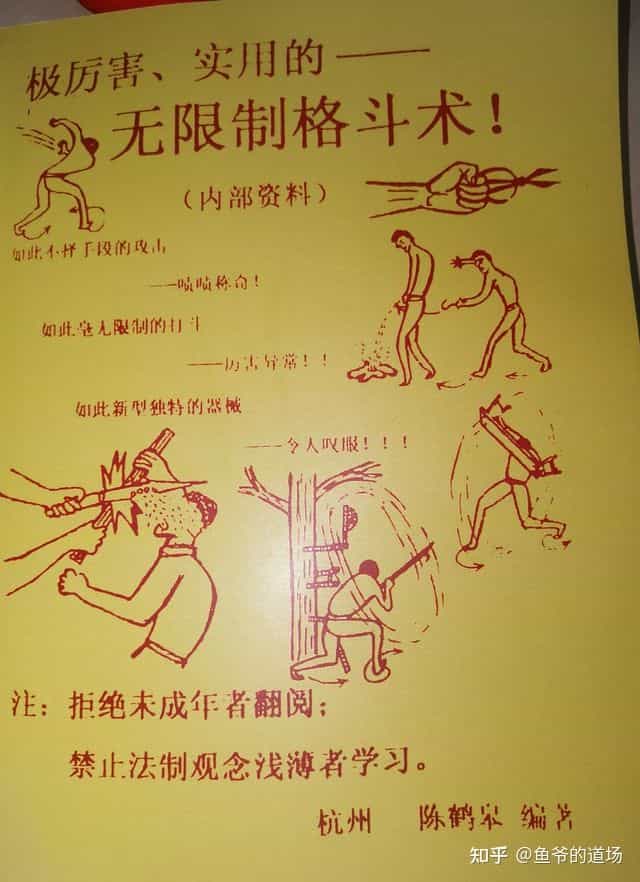 极厉害、实用的——
无限制格斗术！
（内部资料）
如此不择手段的攻击
——啧啧称奇！
如此毫无限制的打斗
——厉害异常！！
如此新型独特的器械
——令人叹服！！！
注：拒绝未成年者翻阅；
禁止法制观念浅薄者学习。
杭州 陈鹤皋 编著
知乎 @鱼爷的道场